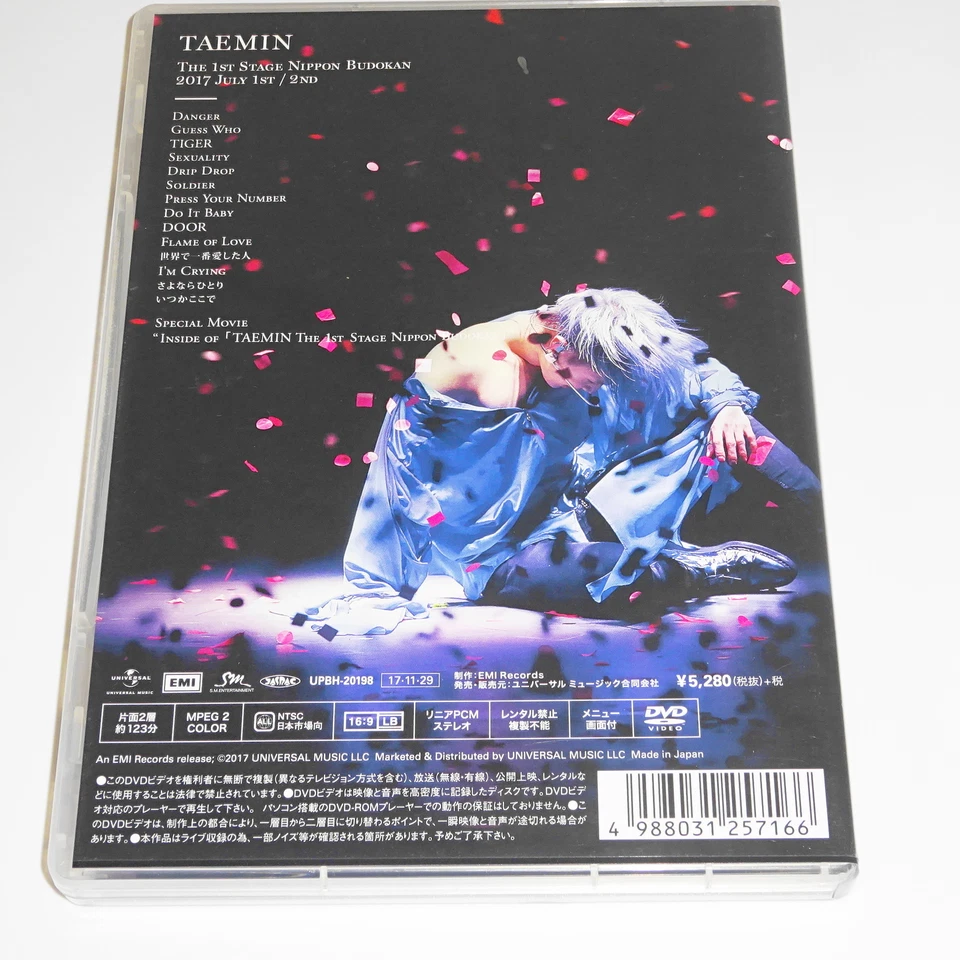 TAEMIN
THE 1ST STAGE NIPPON BUDOKAN
2017 JULY 1ST / 2ND
DANGER
GUESS WHO
TIGER
SEXUALITY
DRIP DROP
SOLDIER
PRESS YOUR NUMBER
DO IT BABY
DOOR
FLAME OF LOVE
世界で一番愛した人
I'M CRYING
さよならひとり
いつかここで
SPECIAL MOVIE
"INSIDE OF「TAEMIN THE 1ST STAGE NIPPON
UNIVERSAL
UNIVERSAL MUSIC
EMI
SM
S.M.ENTERTAINMENT
UPBH-20198
17・11・29
制作：EMI Records
発売・販売元：ユニバーサル ミュージック合同会社
¥5,280(税抜)+税
片面2層
約123分
MPEG 2
COLOR
ALL
NTSC
日本市場向
16:9 LB
リニアPCM
ステレオ
レンタル禁止
複製不能
メニュー
画面付
DVD
VIDEO
An EMI Records release; ©2017 UNIVERSAL MUSIC LLC Marketed & Distributed by UNIVERSAL MUSIC LLC Made in Japan
●このDVDビデオを権利者に無断で複製(異なるテレビジョン方式を含む)、放送(無線・有線)、公開上映、レンタルな
どに使用することは法律で禁止されています。●DVDビデオは映像と音声を高密度に記録したディスクです。DVDビデ
オ対応のプレーヤーで再生して下さい。 パソコン搭載のDVD-ROMプレーヤーでの動作の保証はしておりません。●こ
のDVDビデオは、制作上の都合により、一層目から二層目に切り替わるポイントで、一瞬映像と音声が途切れる場合が
あります。●本作品はライブ収録の為、一部ノイズ等が確認される箇所があります。予めご了承下さい。
4 988031 257166